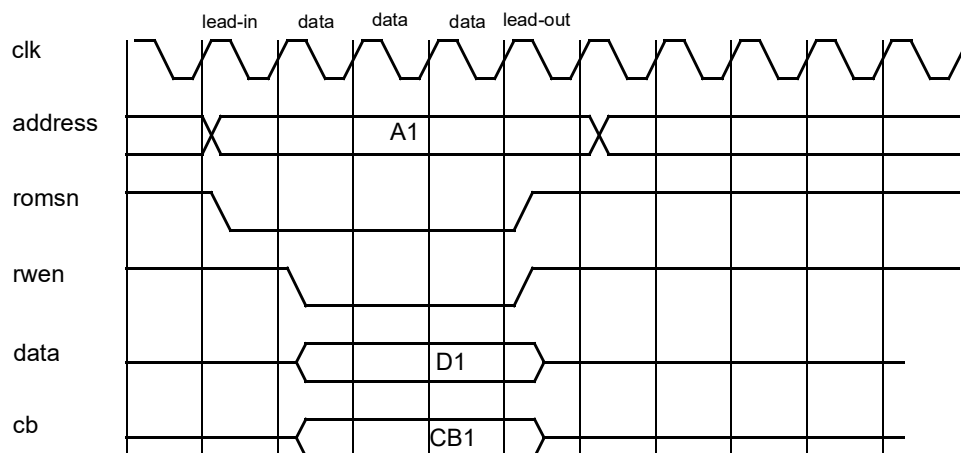 lead-in data data data lead-out
clk
address A1
romsn
rwen
data D1
cb CB1